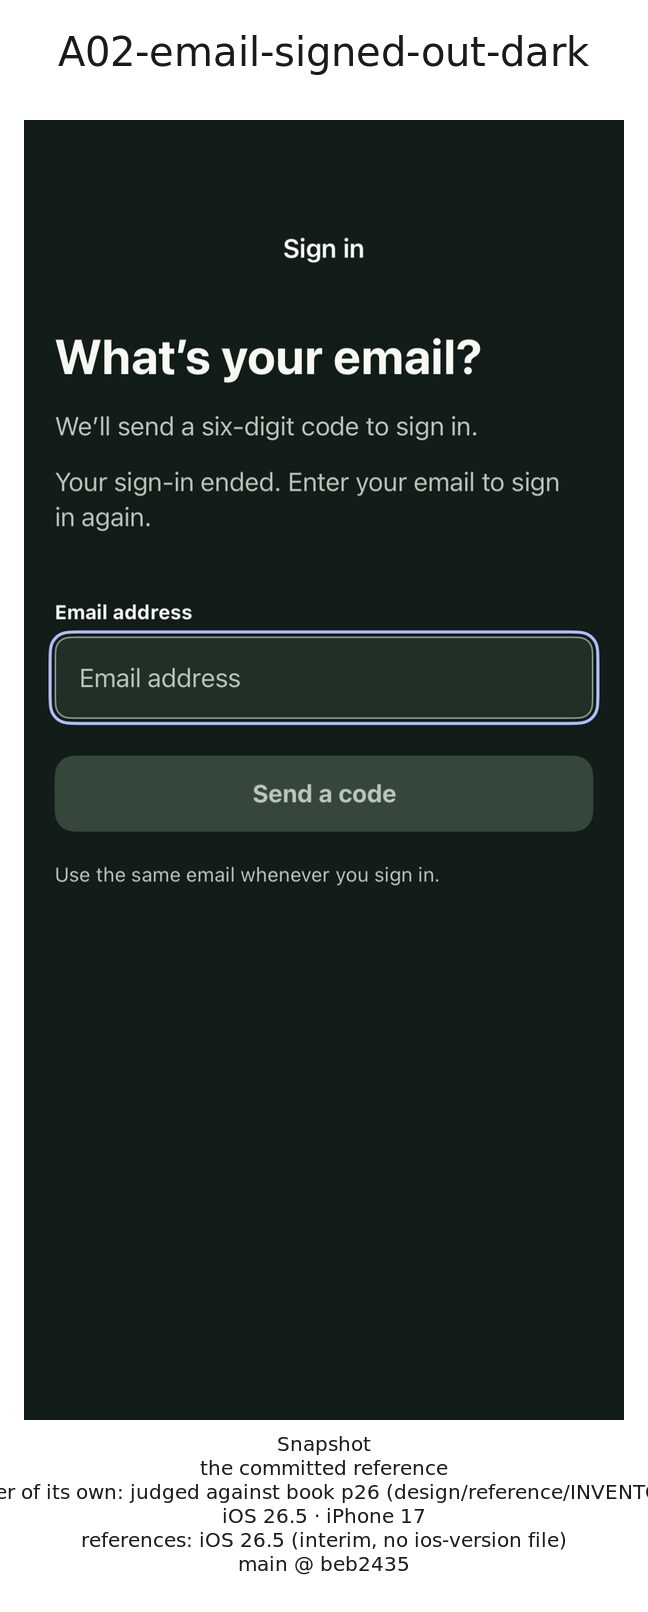 A02-email-signed-out-dark
Sign in
What’s your email?
We’ll send a six-digit code to sign in.
Your sign-in ended. Enter your email to sign
in again.
Email address
Email address
Send a code
Use the same email whenever you sign in.
Snapshot
the committed reference
of its own: judged against book p26 (design/reference/
iOS 26.5 · iPhone 17
references: iOS 26.5 (interim, no ios-version file)
main @ beb2435